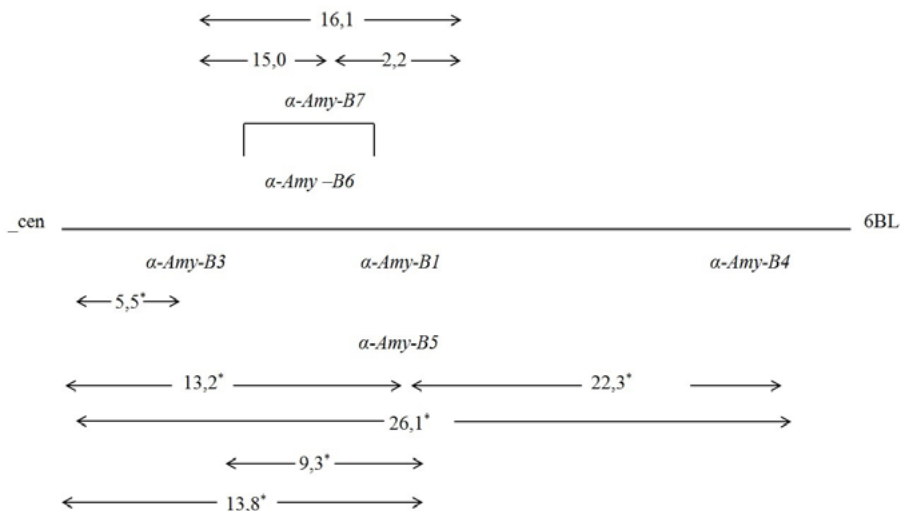 16,1
15,0 2,2
α-Amy-B7
α-Amy –B6
_cen 6BL
α-Amy-B3 α-Amy-B1 α-Amy-B4
5,5*
α-Amy-B5
13,2* 22,3*
26,1*
9,3*
13,8*